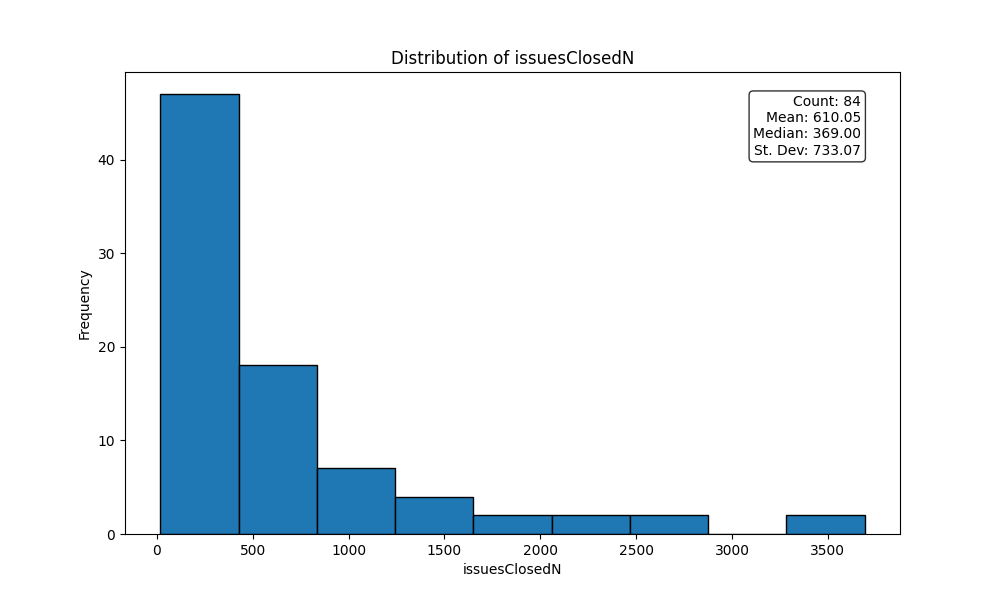 Distribution of issuesClosedN
Count: 84
Mean: 610.05
Median: 369.00
St. Dev: 733.07
Frequency
40
30
20
10
0
0 500 1000 1500 2000 2500 3000 3500
issuesClosedN